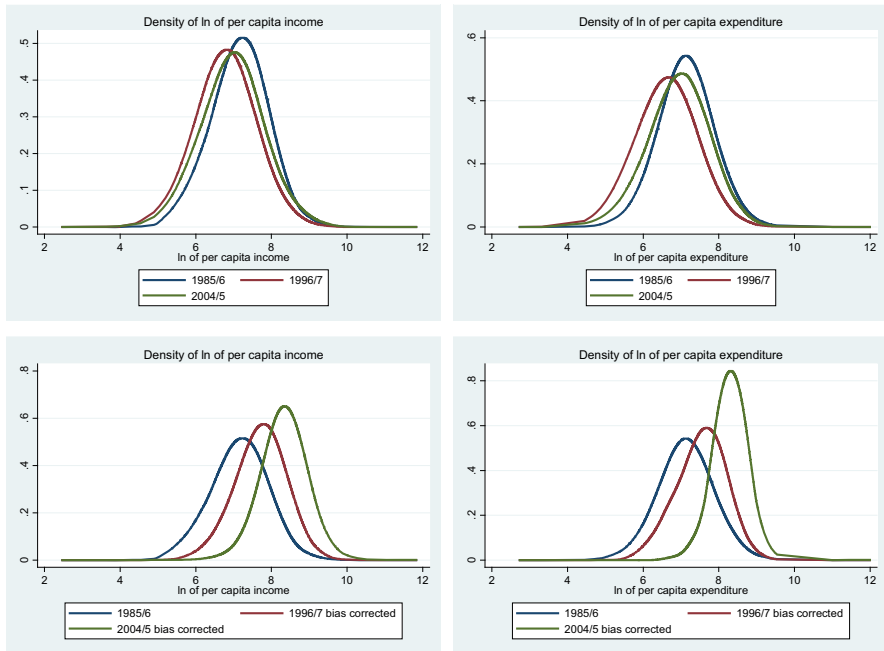 Density of ln of per capita income
.5
.4
.3
.2
.1
0
2 4 6 8 10 12
ln of per capita income
1985/6 1996/7
2004/5
Density of ln of per capita expenditure
.6
.4
.2
0
2 4 6 8 10 12
ln of per capita expenditure
1985/6 1996/7
2004/5
Density of ln of per capita income
.8
.6
.4
.2
0
2 4 6 8 10 12
ln of per capita income
1985/6 1996/7 bias corrected
2004/5 bias corrected
Density of ln of per capita expenditure
.8
.6
.4
.2
0
2 4 6 8 10 12
ln of per capita expenditure
1985/6 1996/7 bias corrected
2004/5 bias corrected